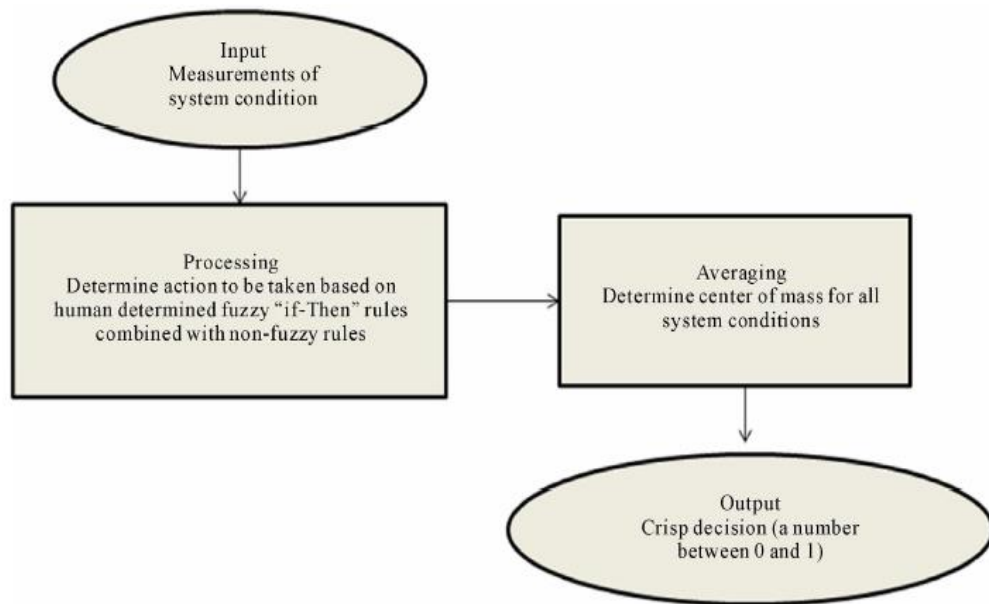 Input
Measurements of
system condition
Processing
Determine action to be taken based on
human determined fuzzy “if-Then” rules
combined with non-fuzzy rules
Averaging
Determine center of mass for all
system conditions
Output
Crisp decision (a number
between 0 and 1)